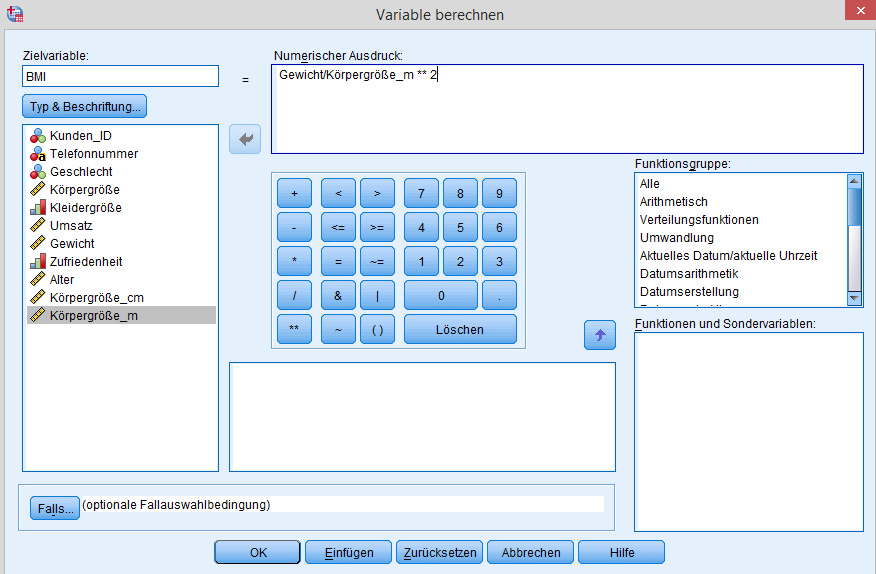 Variable berechnen
Zielvariable:
BMI
=
Numerischer Ausdruck:
Gewicht/Körpergröße_m ** 2
Typ & Beschriftung...
Kunden_ID
Telefonnummer
Geschlecht
Körpergröße
Kleidergröße
Umsatz
Gewicht
Zufriedenheit
Alter
Körpergröße_cm
Körpergröße_m
+ < > 7 8 9
- <= >= 4 5 6
* = ~= 1 2 3
/ & | 0 .
** ~ ( ) Löschen
Funktionsgruppe:
Alle
Arithmetisch
Verteilungsfunktionen
Umwandlung
Aktuelles Datum/aktuelle Uhrzeit
Datumsarithmetik
Datumserstellung
Funktionen und Sondervariablen:
Falls... (optionale Fallauswahlbedingung)
OK Einfügen Zurücksetzen Abbrechen Hilfe